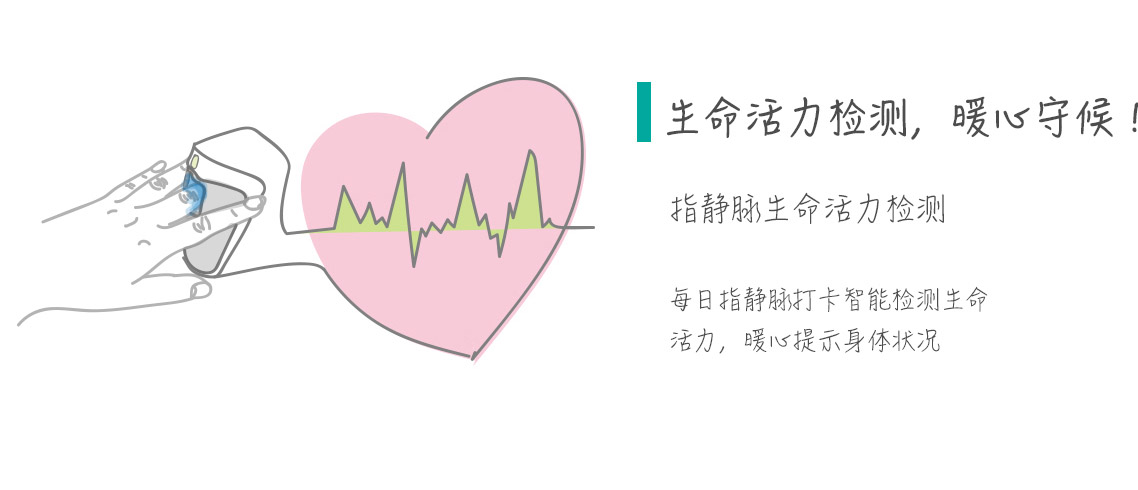 生命活力检测，暖心守候！
指静脉生命活力检测
每日指静脉打卡智能检测生命
活力，暖心提示身体状况